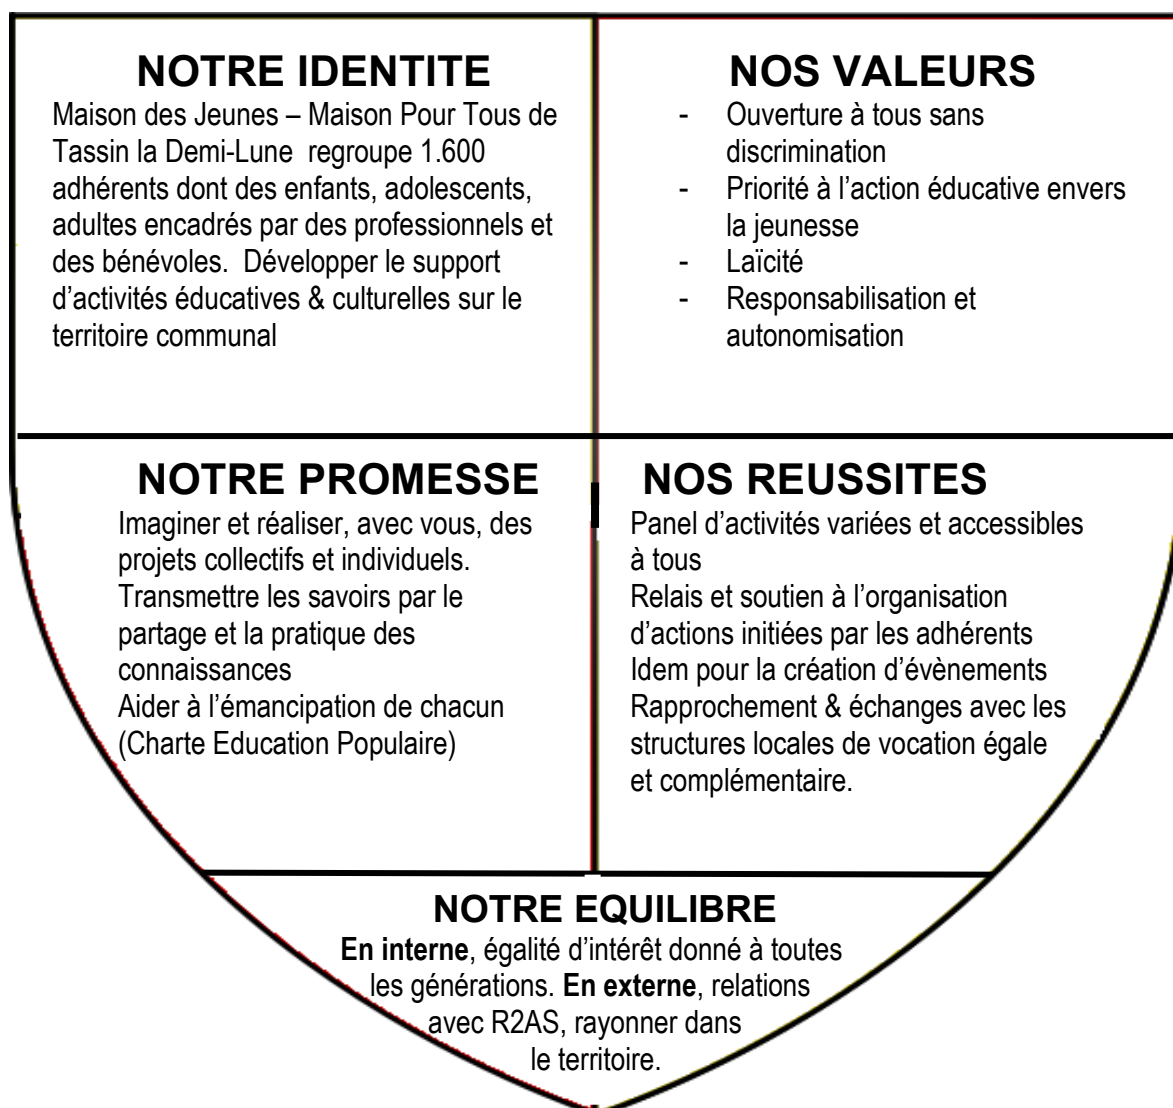 NOTRE IDENTITE
Maison des Jeunes – Maison Pour Tous de
Tassin la Demi-Lune  regroupe 1.600
adhérents dont des enfants, adolescents,
adultes encadrés par des professionnels et
des bénévoles.  Développer le support
d’activités éducatives & culturelles sur le
territoire communal
NOS VALEURS
- Ouverture à tous sans
discrimination
- Priorité à l’action éducative envers
la jeunesse
- Laïcité
- Responsabilisation et
autonomisation
NOTRE PROMESSE
Imaginer et réaliser, avec vous, des
projets collectifs et individuels.
Transmettre les savoirs par le
partage et la pratique des
connaissances
Aider à l’émancipation de chacun
(Charte Education Populaire)
NOS REUSSITES
Panel d’activités variées et accessibles
à tous
Relais et soutien à l’organisation
d’actions initiées par les adhérents
Idem pour la création d’évènements
Rapprochement & échanges avec les
structures locales de vocation égale
et complémentaire.
NOTRE EQUILIBRE
En interne, égalité d’intérêt donné à toutes
les générations. En externe, relations
avec R2AS, rayonner dans
le territoire.